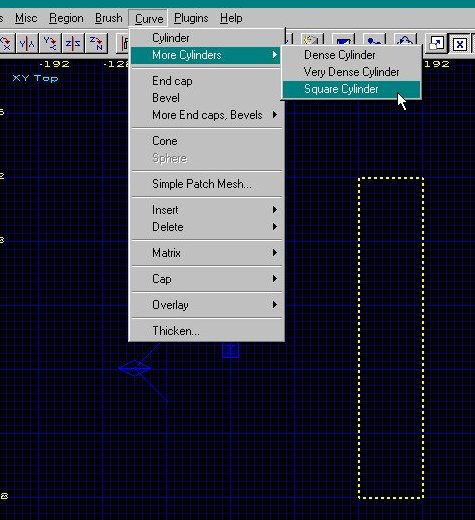 s Misc Region Brush Curve Plugins Help
XY Top
-192 -128 192
Cylinder
More Cylinders
Dense Cylinder
Very Dense Cylinder
Square Cylinder
End cap
Bevel
More End caps, Bevels
Cone
Sphere
Simple Patch Mesh...
Insert
Delete
Matrix
Cap
Overlay
Thicken...